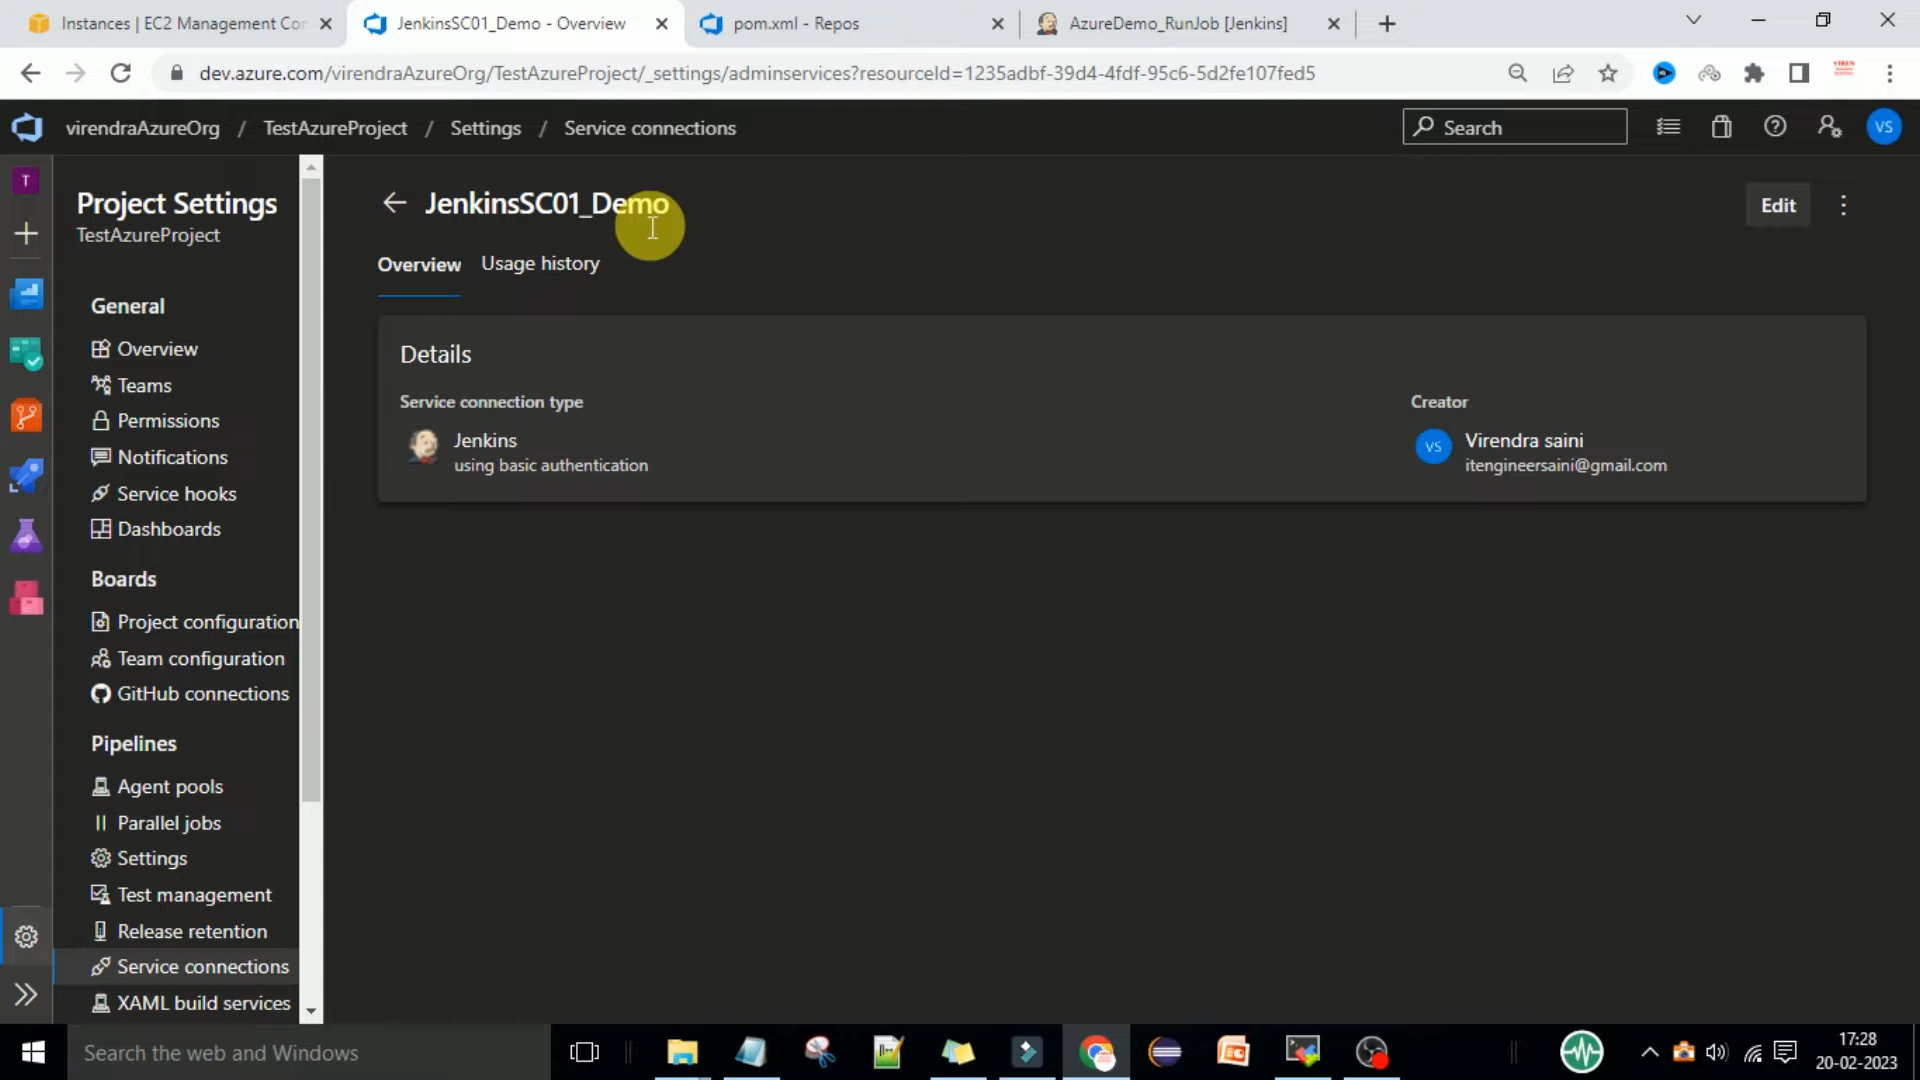 Instances | EC2 Management Cor
JenkinsSC01_Demo - Overview
pom.xml - Repos
AzureDemo_RunJob [Jenkins]
dev.azure.com/virendraAzureOrg/TestAzureProject/_settings/adminservices?resourceId=1235adbf-39d4-4fdf-95c6-5d2fe107fed5
virendraAzureOrg / TestAzureProject / Settings / Service connections
Search
VS
T
Project Settings
TestAzureProject
JenkinsSC01_Demo
Edit
Overview
Usage history
General
Overview
Teams
Permissions
Notifications
Service hooks
Dashboards
Boards
Project configuration
Team configuration
GitHub connections
Pipelines
Agent pools
Parallel jobs
Settings
Test management
Release retention
Service connections
XAML build services
Details
Service connection type
Jenkins
using basic authentication
Creator
VS
Virendra saini
itengineersaini@gmail.com
Search the web and Windows
17:28
20-02-2023